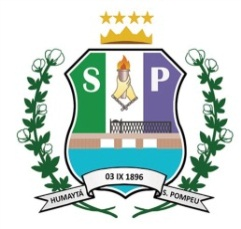 S P
03 IX 1896
HUMAYTÁ
S. POMPEU